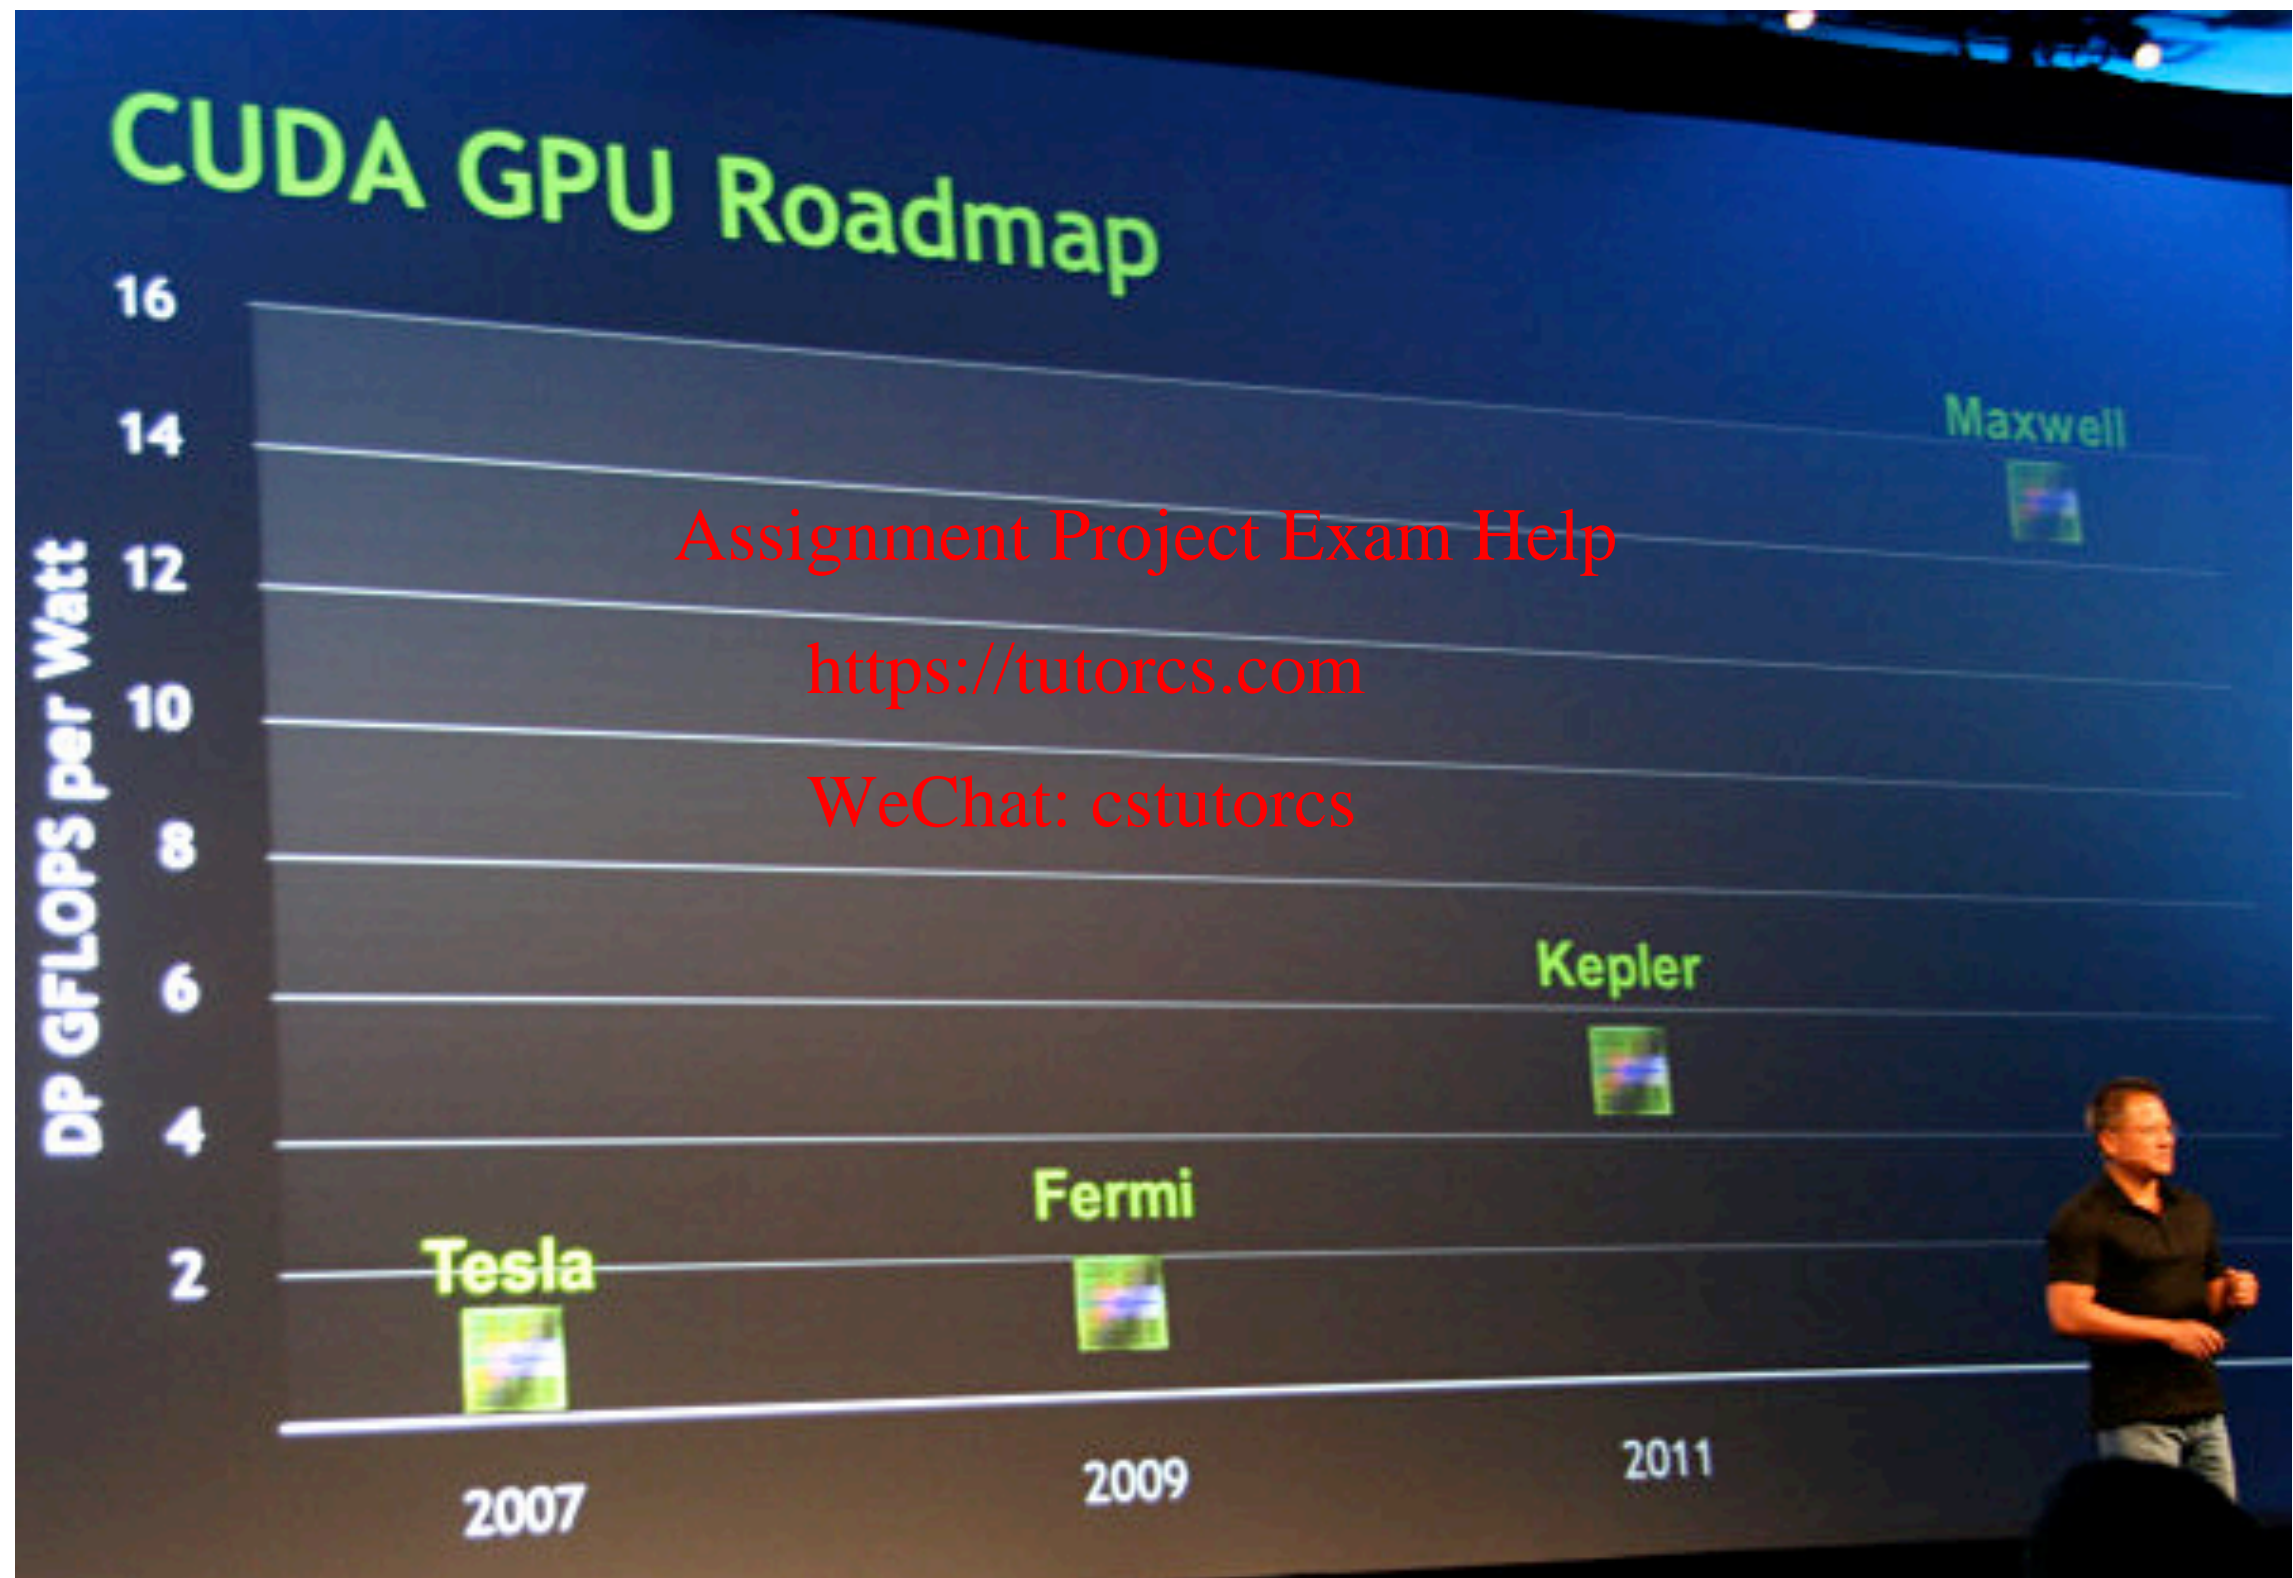 CUDA GPU Roadmap
16
Maxwell
14
Assignment Project Exam Help
12
https://tutorcs.com
10
WeChat: cstutorcs
8
DP GFLOPS per Watt
Kepler
6
4
Fermi
Tesla
2
2007
2009
2011